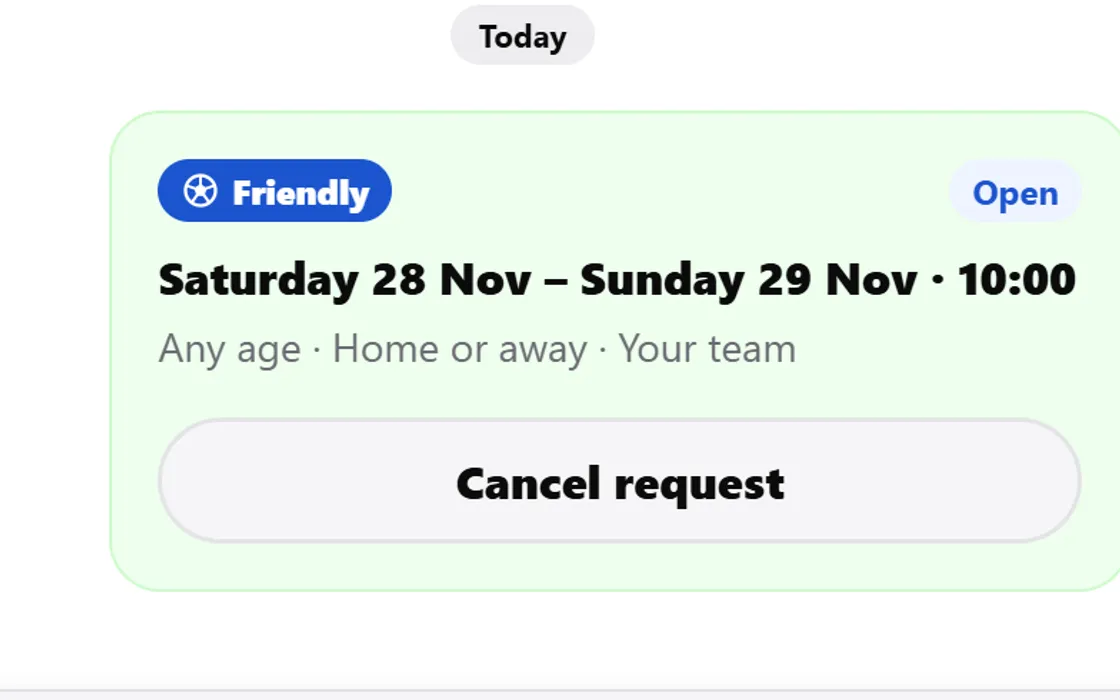 Today
Friendly
Open
Saturday 28 Nov – Sunday 29 Nov · 10:00
Any age · Home or away · Your team
Cancel request